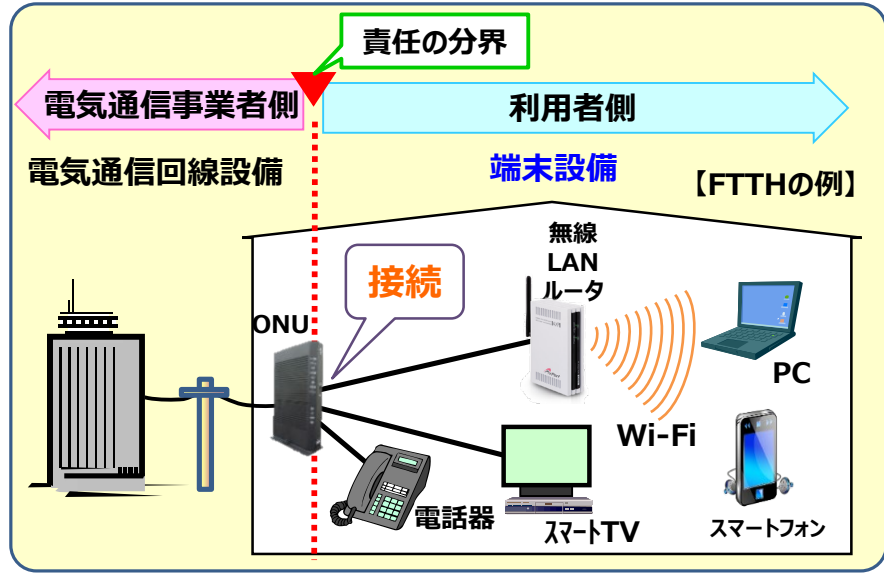 責任の分界
電気通信事業者側
利用者側
電気通信回線設備
端末設備
【FTTHの例】
無線
LAN
ルータ
接続
ONU
PC
Wi-Fi
電話器
ｽﾏｰﾄTV
スマートフォン